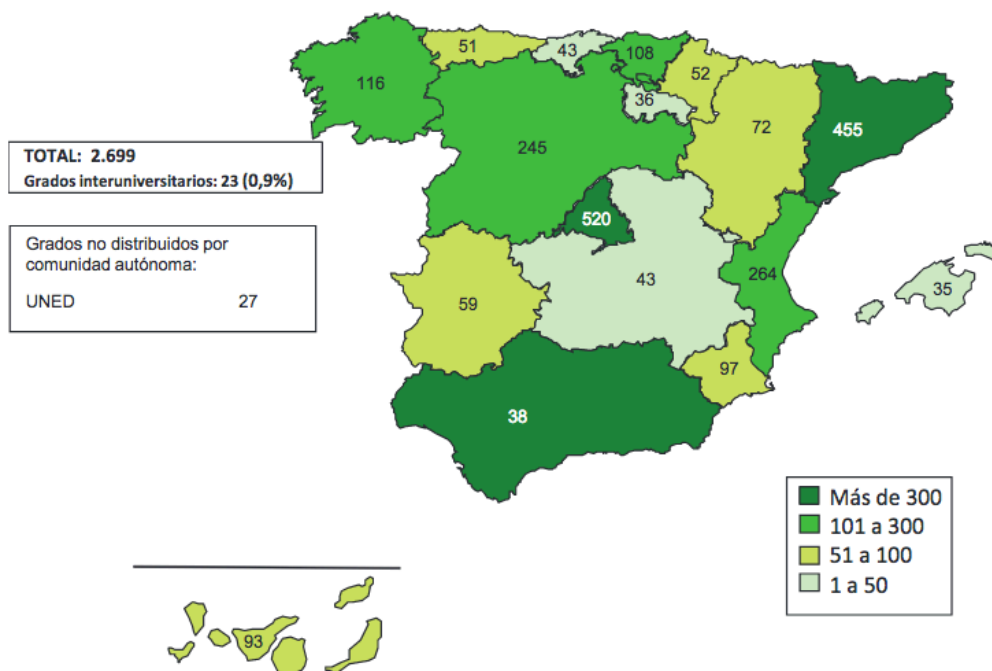 51
43
108
116
52
36
72
455
245
TOTAL: 2.699
Grados interuniversitarios: 23 (0,9%)
520
Grados no distribuidos por
comunidad autónoma:
UNED 27
59
43
264
35
97
38
Más de 300
101 a 300
51 a 100
1 a 50
93